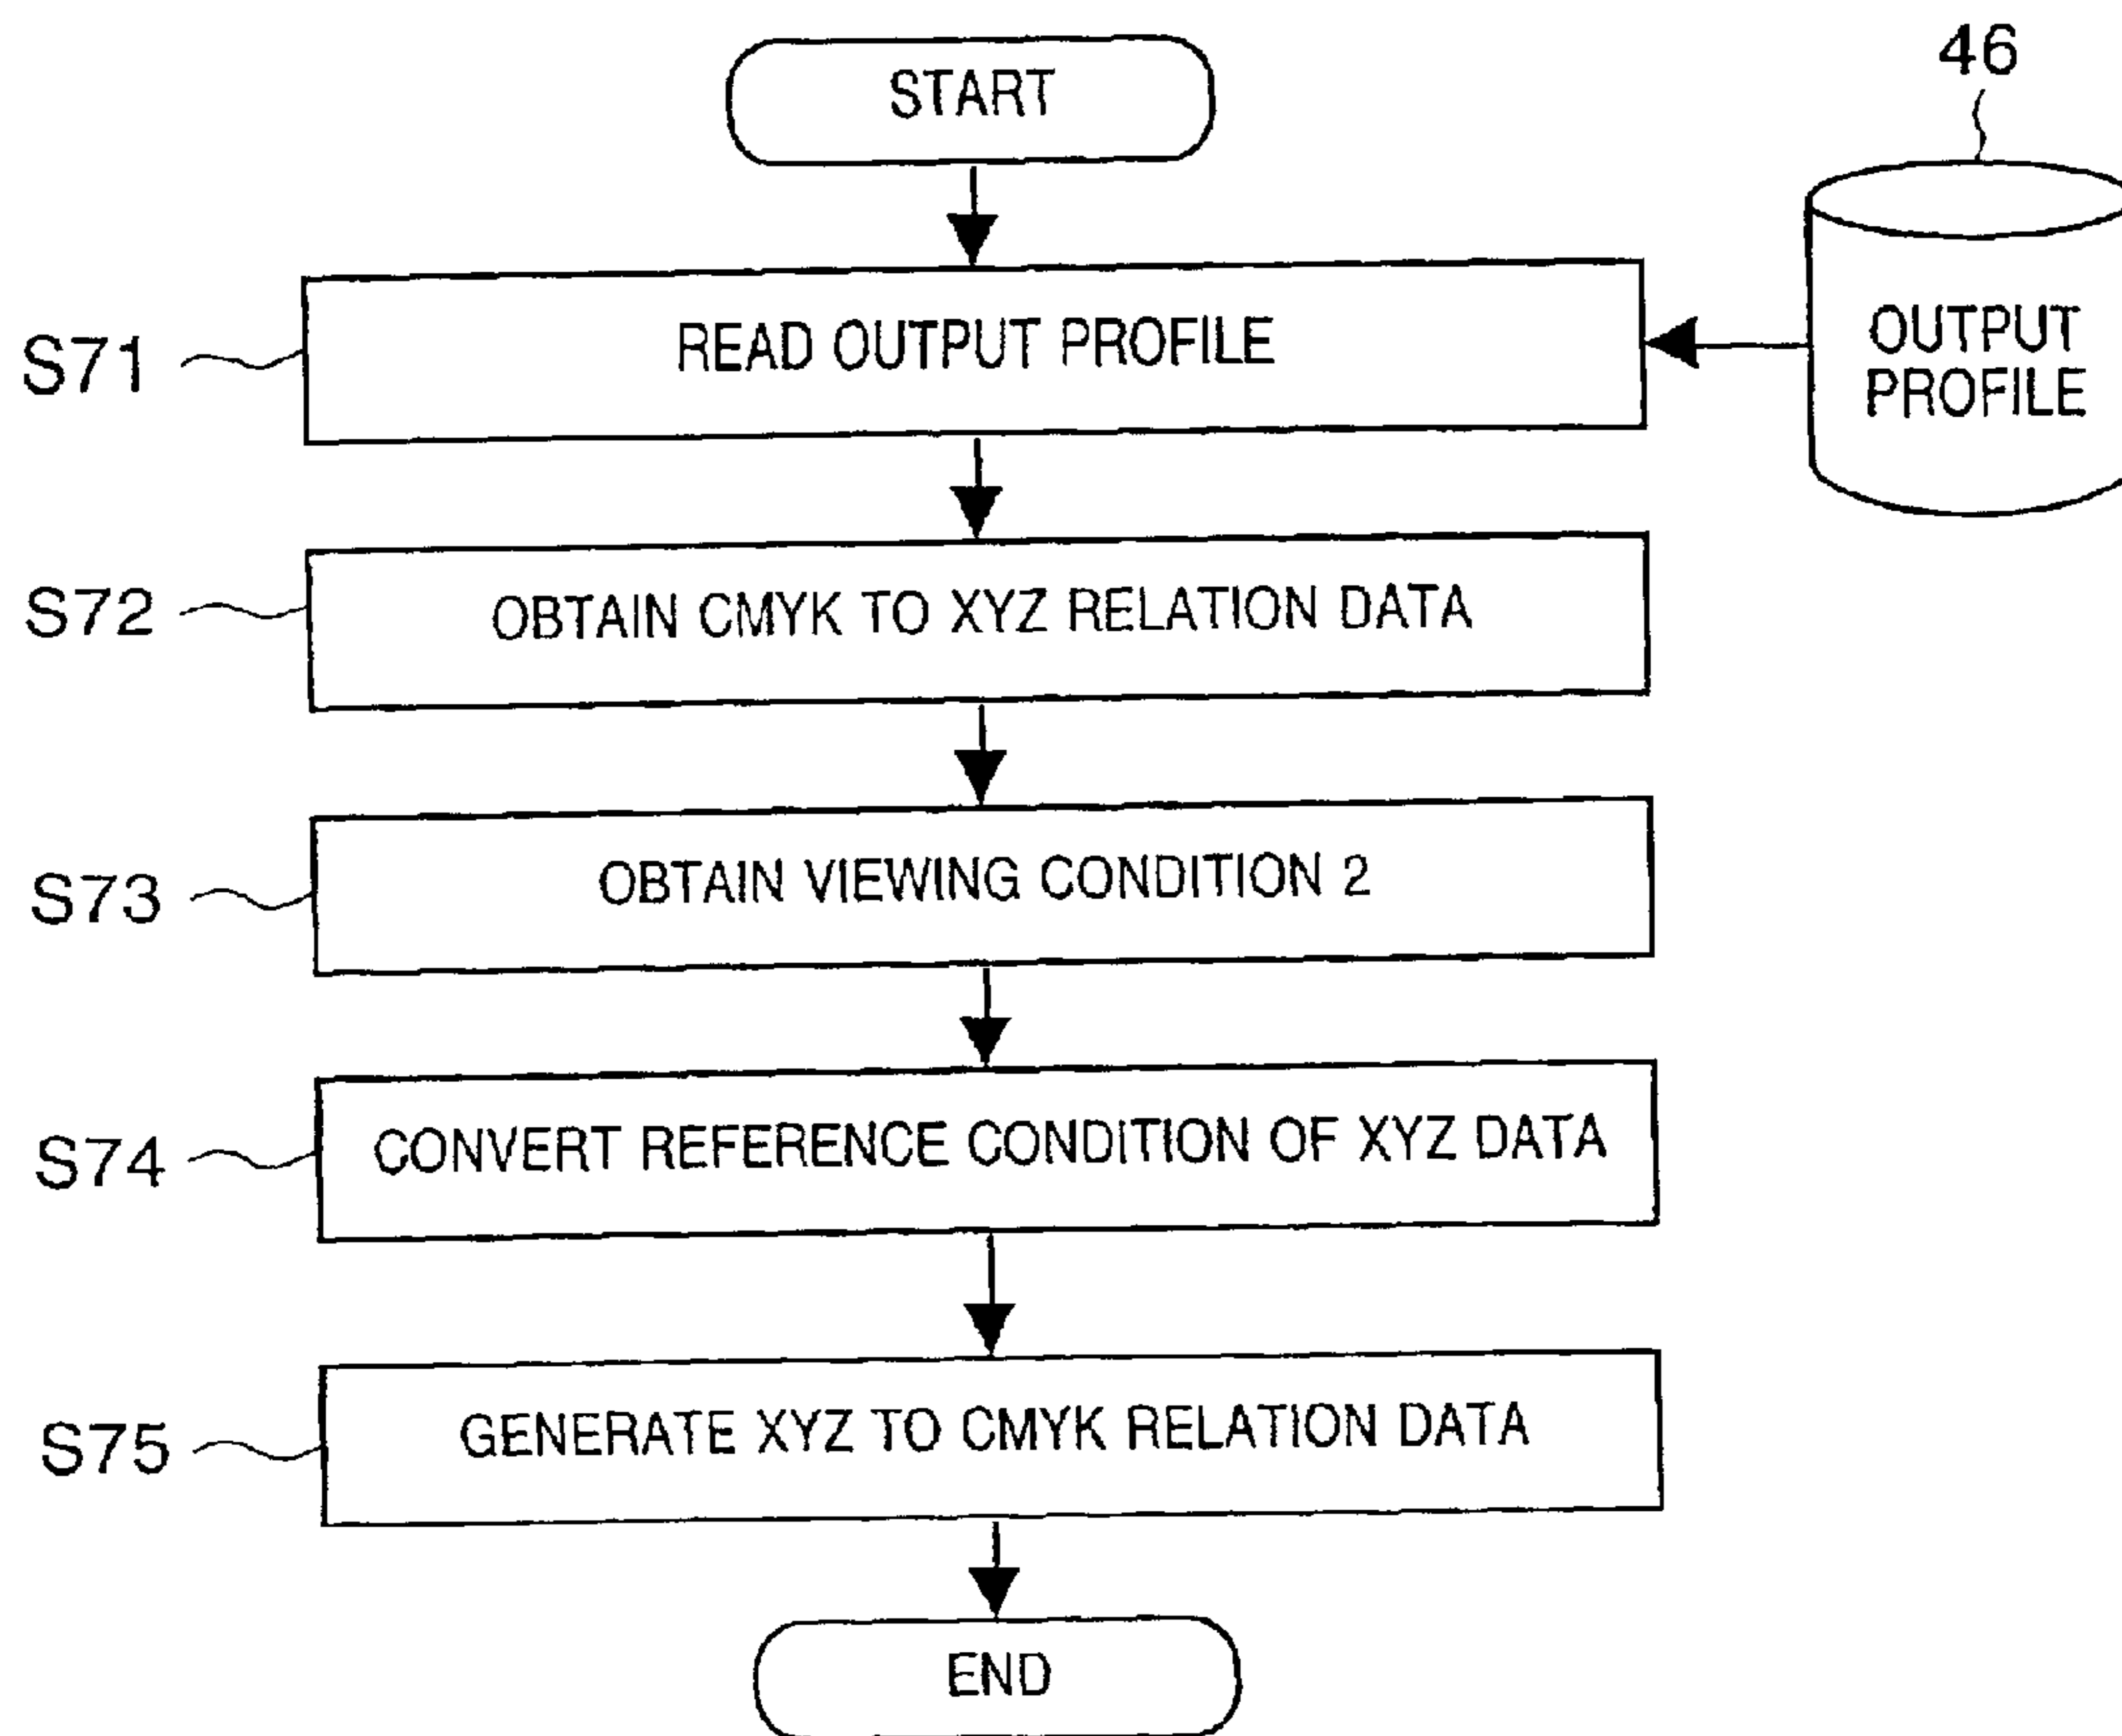 START
46
S71
READ OUTPUT PROFILE
OUTPUT
PROFILE
S72
OBTAIN CMYK TO XYZ RELATION DATA
S73
OBTAIN VIEWING CONDITION 2
S74
CONVERT REFERENCE CONDITION OF XYZ DATA
S75
GENERATE XYZ TO CMYK RELATION DATA
END